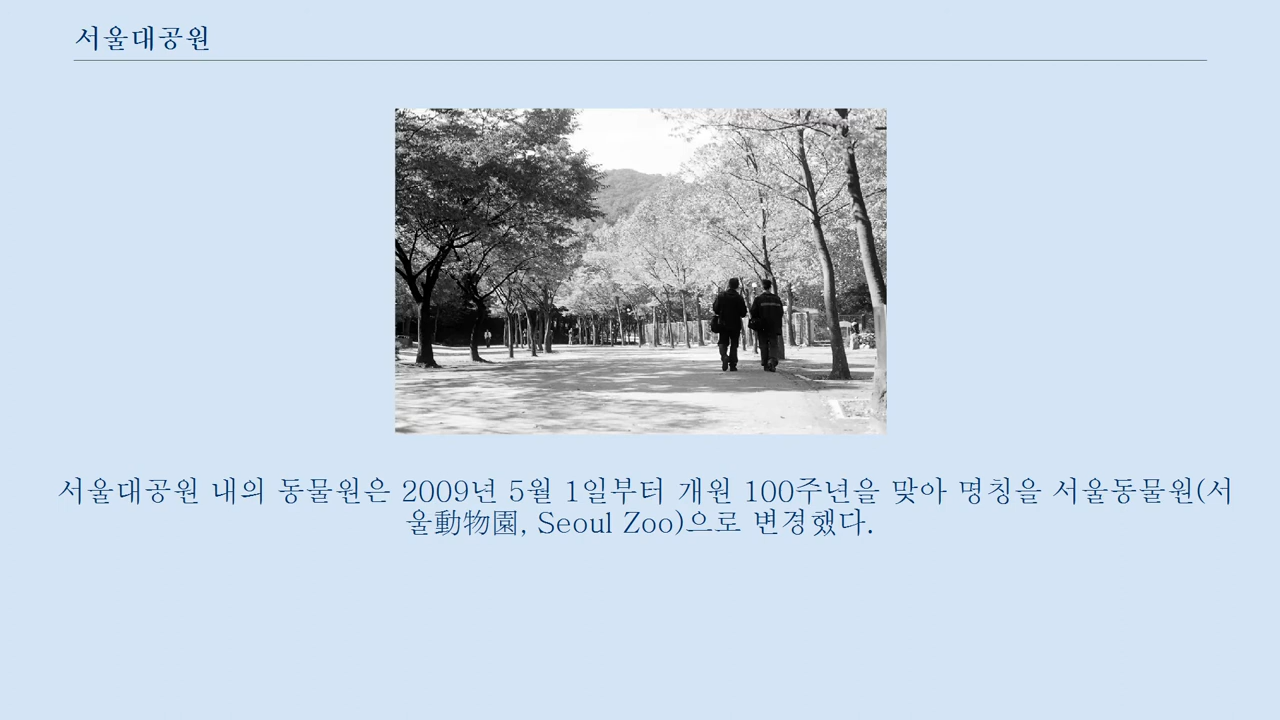 서울대공원
서울대공원 내의 동물원은 2009년 5월 1일부터 개원 100주년을 맞아 명칭을 서울동물원(서
울動物園, Seoul Zoo)으로 변경했다.